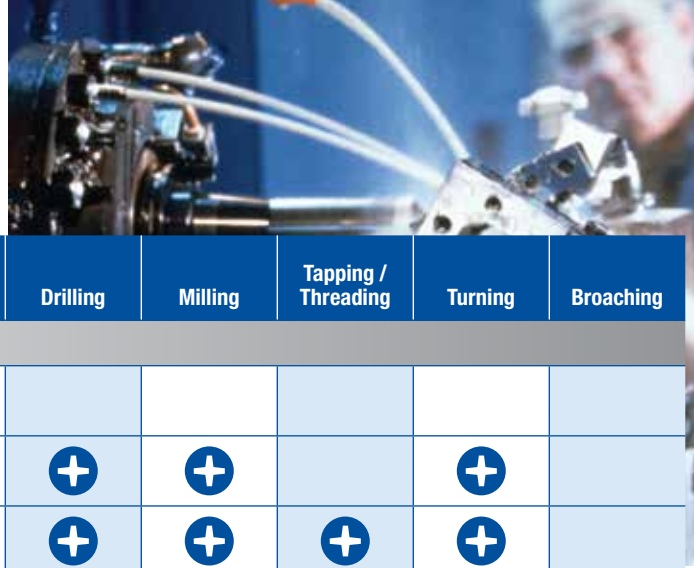 Drilling
Milling
Tapping /
Threading
Turning
Broaching